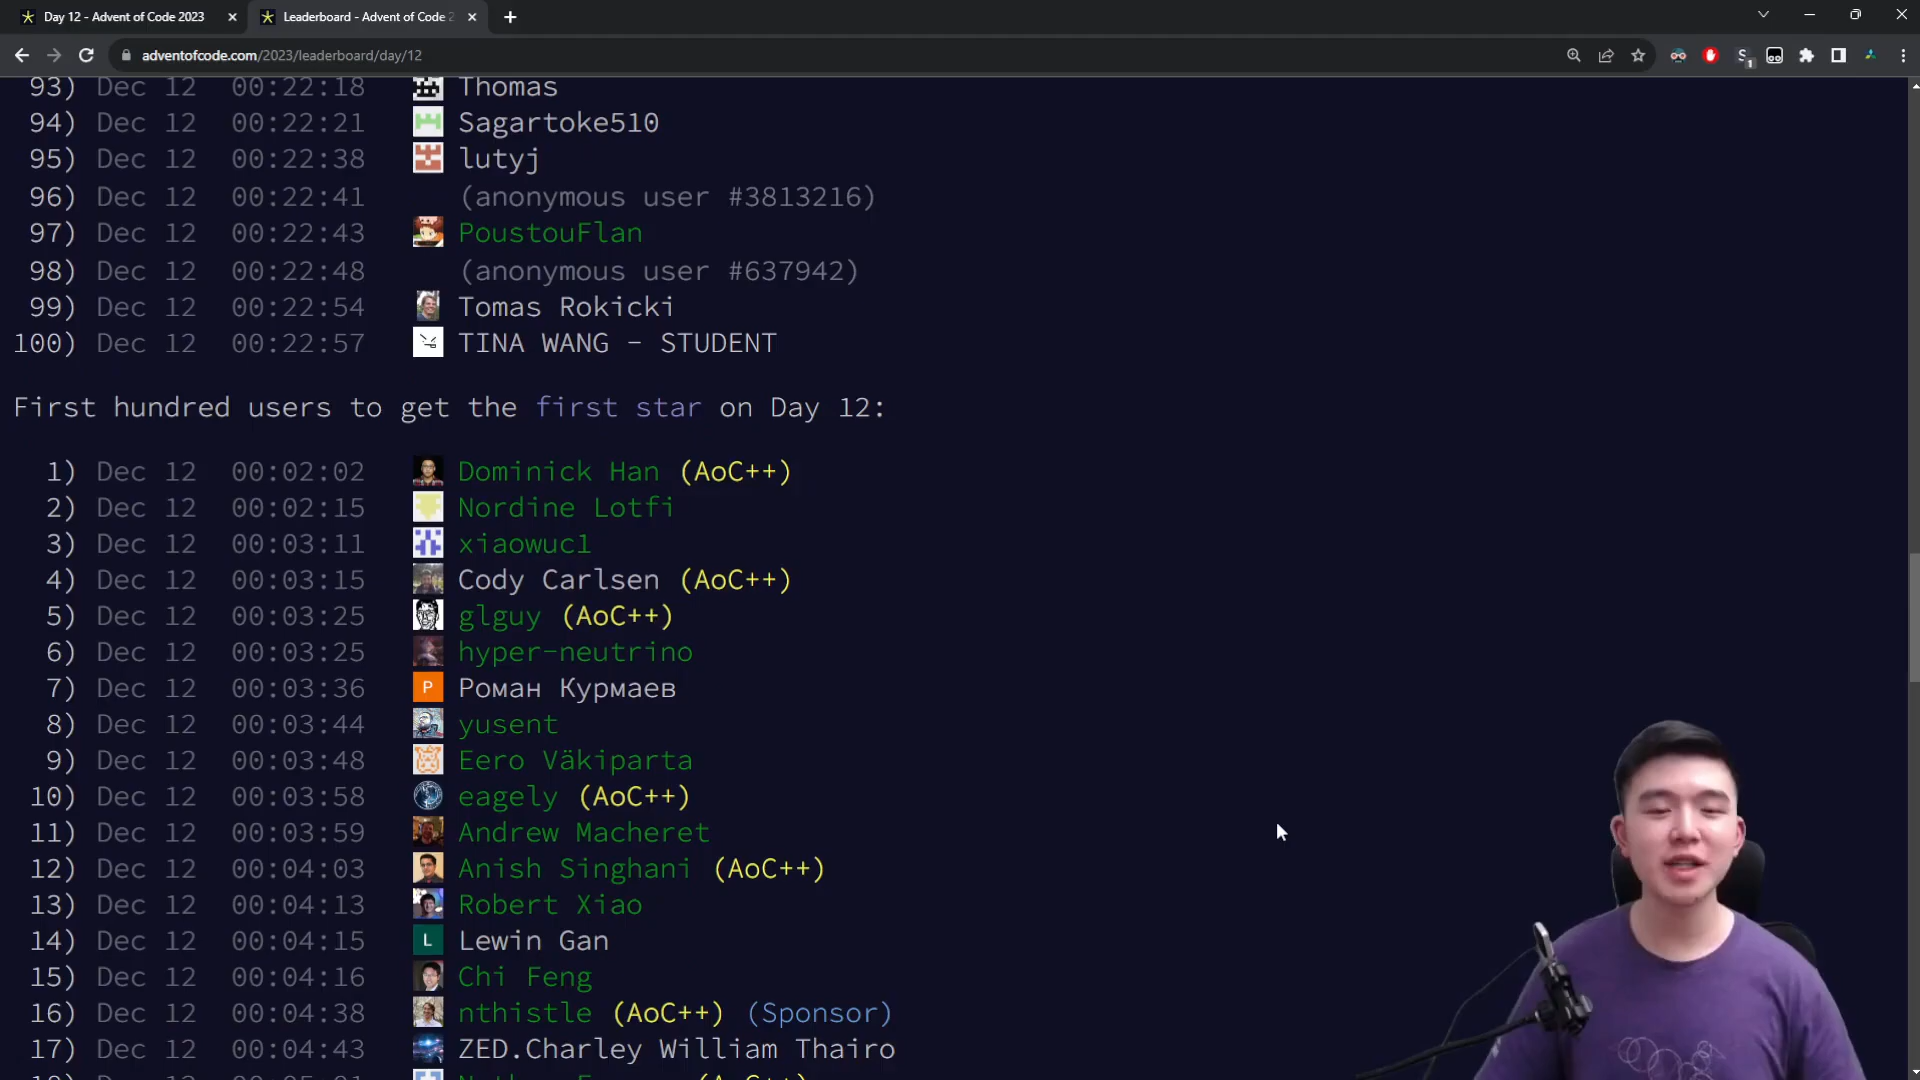 Day 12 - Advent of Code 2023
Leaderboard - Advent of Code 2
adventofcode.com/2023/leaderboard/day/12
93) Dec 12 00:22:18 Thomas
94) Dec 12 00:22:21 Sagartoke510
95) Dec 12 00:22:38 lutyj
96) Dec 12 00:22:41 (anonymous user #3813216)
97) Dec 12 00:22:43 PoustouFlan
98) Dec 12 00:22:48 (anonymous user #637942)
99) Dec 12 00:22:54 Tomas Rokicki
100) Dec 12 00:22:57 TINA WANG - STUDENT
First hundred users to get the first star on Day 12:
1) Dec 12 00:02:02 Dominick Han (AoC++)
2) Dec 12 00:02:15 Nordine Lotfi
3) Dec 12 00:03:11 xiaowuc1
4) Dec 12 00:03:15 Cody Carlsen (AoC++)
5) Dec 12 00:03:25 glguy (AoC++)
6) Dec 12 00:03:25 hyper-neutrino
7) Dec 12 00:03:36 P Роман Курмаев
8) Dec 12 00:03:44 yusent
9) Dec 12 00:03:48 Eero Väkiparta
10) Dec 12 00:03:58 eagely (AoC++)
11) Dec 12 00:03:59 Andrew Macheret
12) Dec 12 00:04:03 Anish Singhani (AoC++)
13) Dec 12 00:04:13 Robert Xiao
14) Dec 12 00:04:15 L Lewin Gan
15) Dec 12 00:04:16 Chi Feng
16) Dec 12 00:04:38 nthistle (AoC++) (Sponsor)
17) Dec 12 00:04:43 ZED.Charley William Thairo